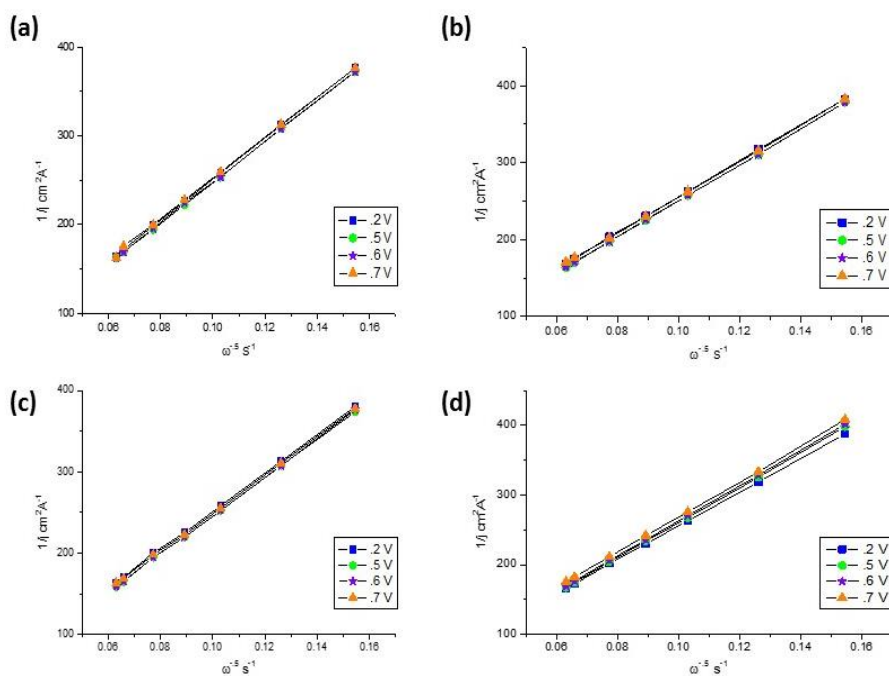 (a)
400
300
200
100
1/j cm²A⁻¹
0.06 0.08 0.10 0.12 0.14 0.16
ω⁻·⁵ s⁻¹
.2 V
.5 V
.6 V
.7 V
(b)
400
300
200
100
1/j cm²A⁻¹
0.06 0.08 0.10 0.12 0.14 0.16
ω⁻·⁵ s⁻¹
.2 V
.5 V
.6 V
.7 V
(c)
400
300
200
100
1/j cm²A⁻¹
0.06 0.08 0.10 0.12 0.14 0.16
ω⁻·⁵ s⁻¹
.2 V
.5 V
.6 V
.7 V
(d)
400
300
200
100
1/j cm²A⁻¹
0.06 0.08 0.10 0.12 0.14 0.16
ω⁻·⁵ s⁻¹
.2 V
.5 V
.6 V
.7 V